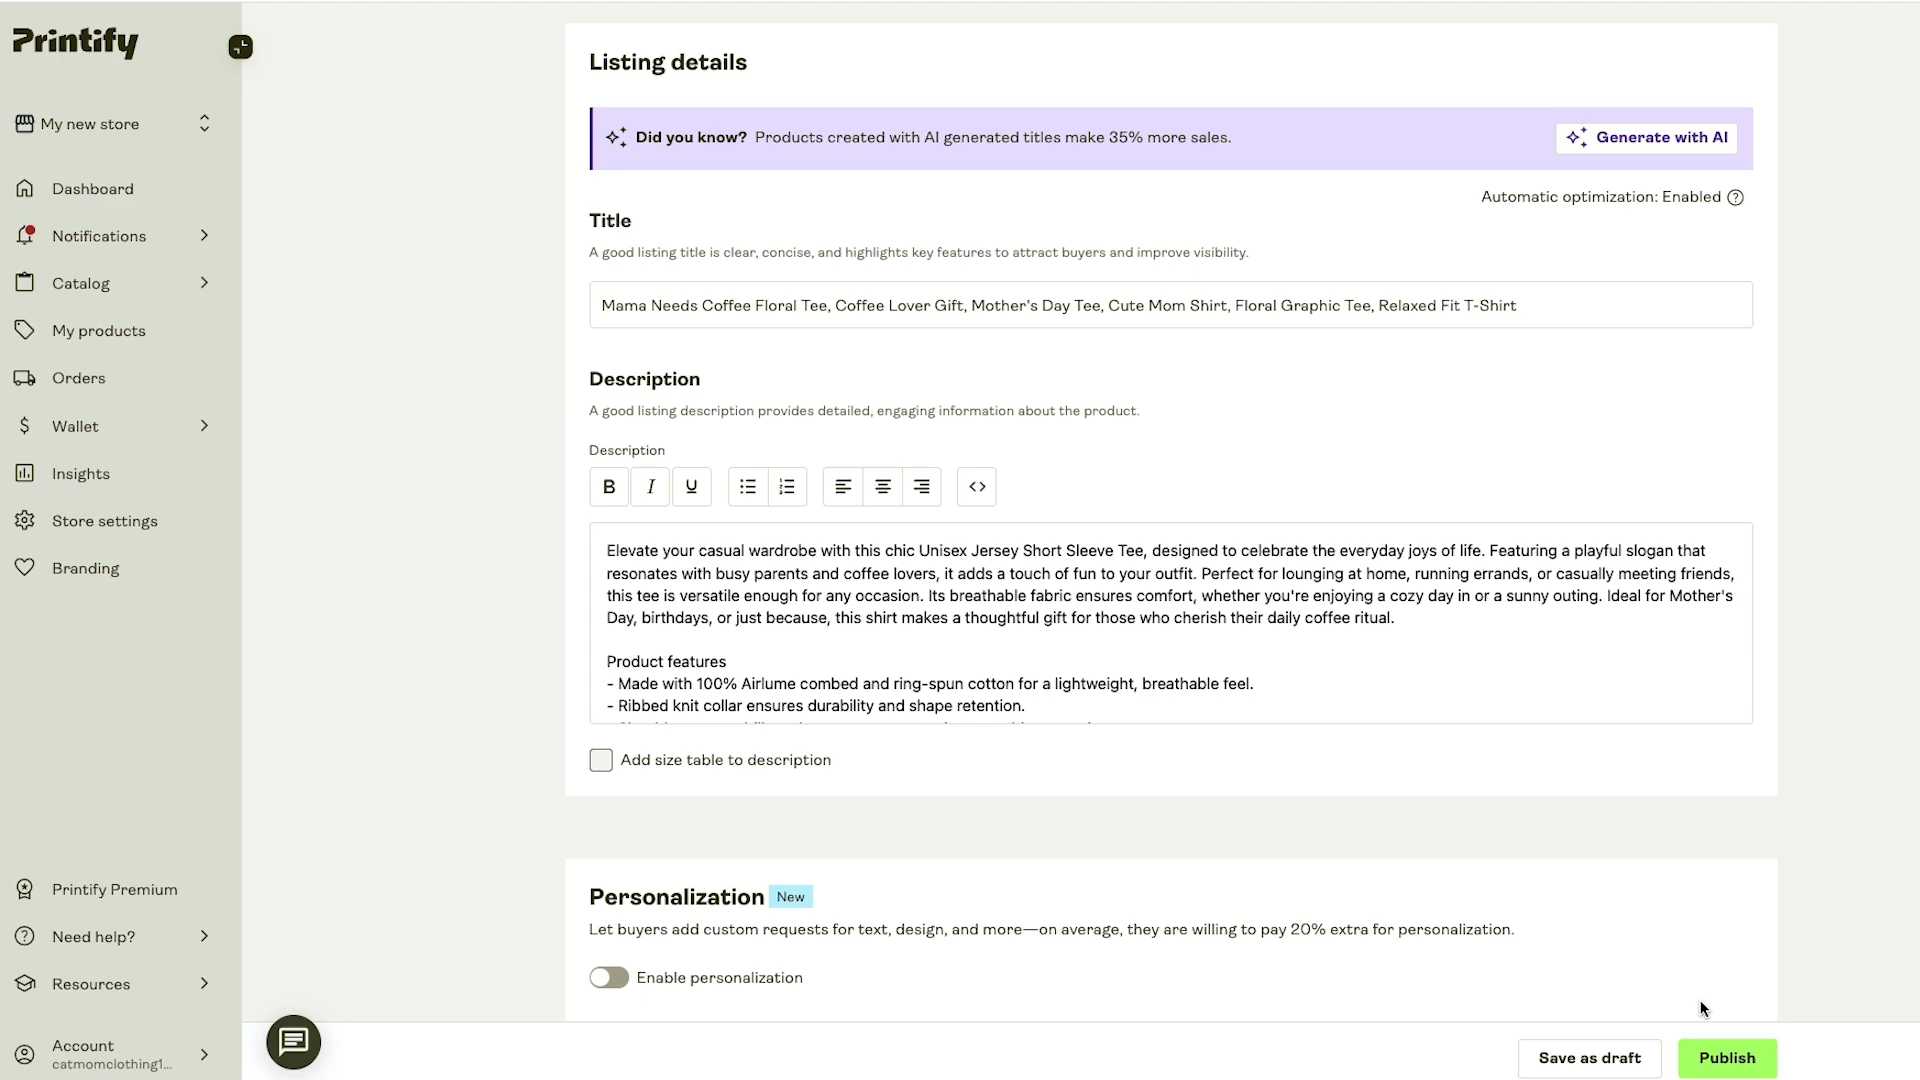 Printify
My new store
Dashboard
Notifications
Catalog
My products
Orders
Wallet
Insights
Store settings
Branding
Printify Premium
Need help?
Resources
Account
catmomclothing1...
Listing details
Did you know? Products created with AI generated titles make 35% more sales.
Generate with AI
Automatic optimization: Enabled
Title
A good listing title is clear, concise, and highlights key features to attract buyers and improve visibility.
Mama Needs Coffee Floral Tee, Coffee Lover Gift, Mother's Day Tee, Cute Mom Shirt, Floral Graphic Tee, Relaxed Fit T-Shirt
Description
A good listing description provides detailed, engaging information about the product.
Description
B I U
Elevate your casual wardrobe with this chic Unisex Jersey Short Sleeve Tee, designed to celebrate the everyday joys of life. Featuring a playful slogan that
resonates with busy parents and coffee lovers, it adds a touch of fun to your outfit. Perfect for lounging at home, running errands, or casually meeting friends,
this tee is versatile enough for any occasion. Its breathable fabric ensures comfort, whether you're enjoying a cozy day in or a sunny outing. Ideal for Mother's
Day, birthdays, or just because, this shirt makes a thoughtful gift for those who cherish their daily coffee ritual.
Product features
- Made with 100% Airlume combed and ring-spun cotton for a lightweight, breathable feel.
- Ribbed knit collar ensures durability and shape retention.
Add size table to description
Personalization New
Let buyers add custom requests for text, design, and more—on average, they are willing to pay 20% extra for personalization.
Enable personalization
Save as draft
Publish